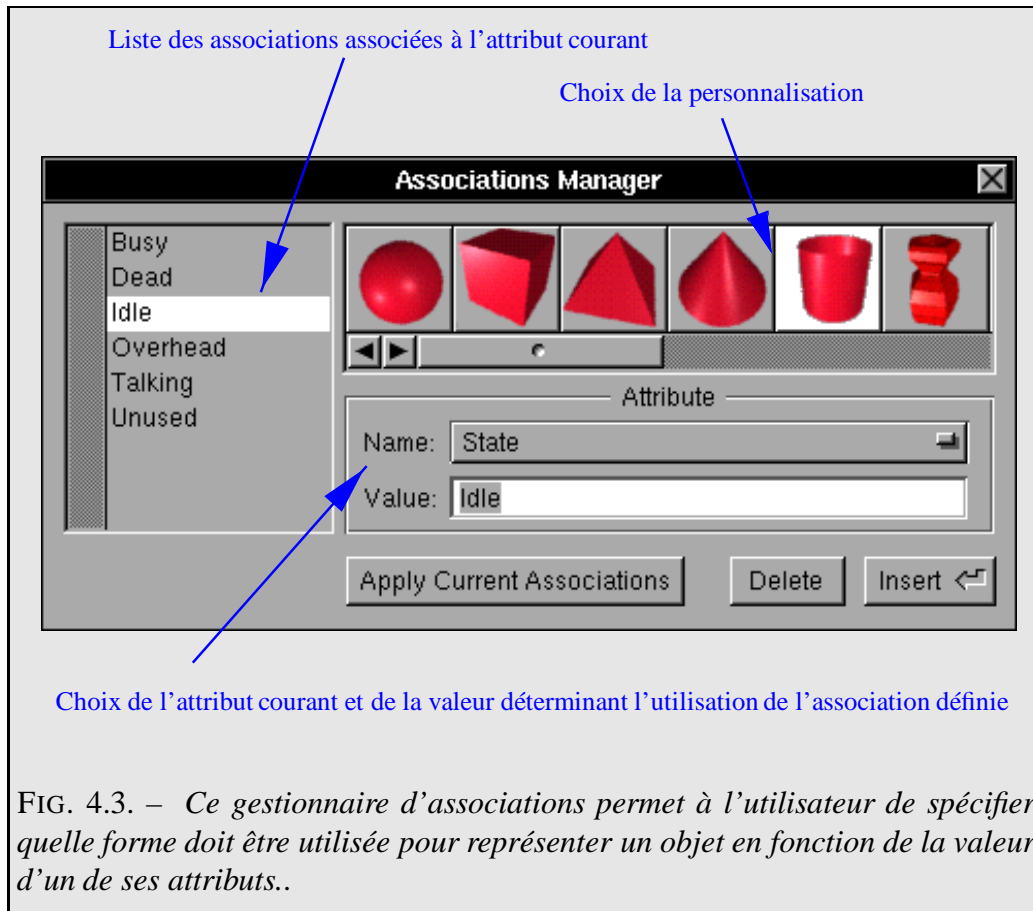 Liste des associations associées à l'attribut courant
Choix de la personnalisation
Associations Manager
Busy
Dead
Idle
Overhead
Talking
Unused
Attribute
Name: State
Value: Idle
Apply Current Associations Delete Insert
Choix de l'attribut courant et de la valeur déterminant l'utilisation de l'association définie
FIG. 4.3. – Ce gestionnaire d'associations permet à l'utilisateur de spécifier
quelle forme doit être utilisée pour représenter un objet en fonction de la valeur
d'un de ses attributs..